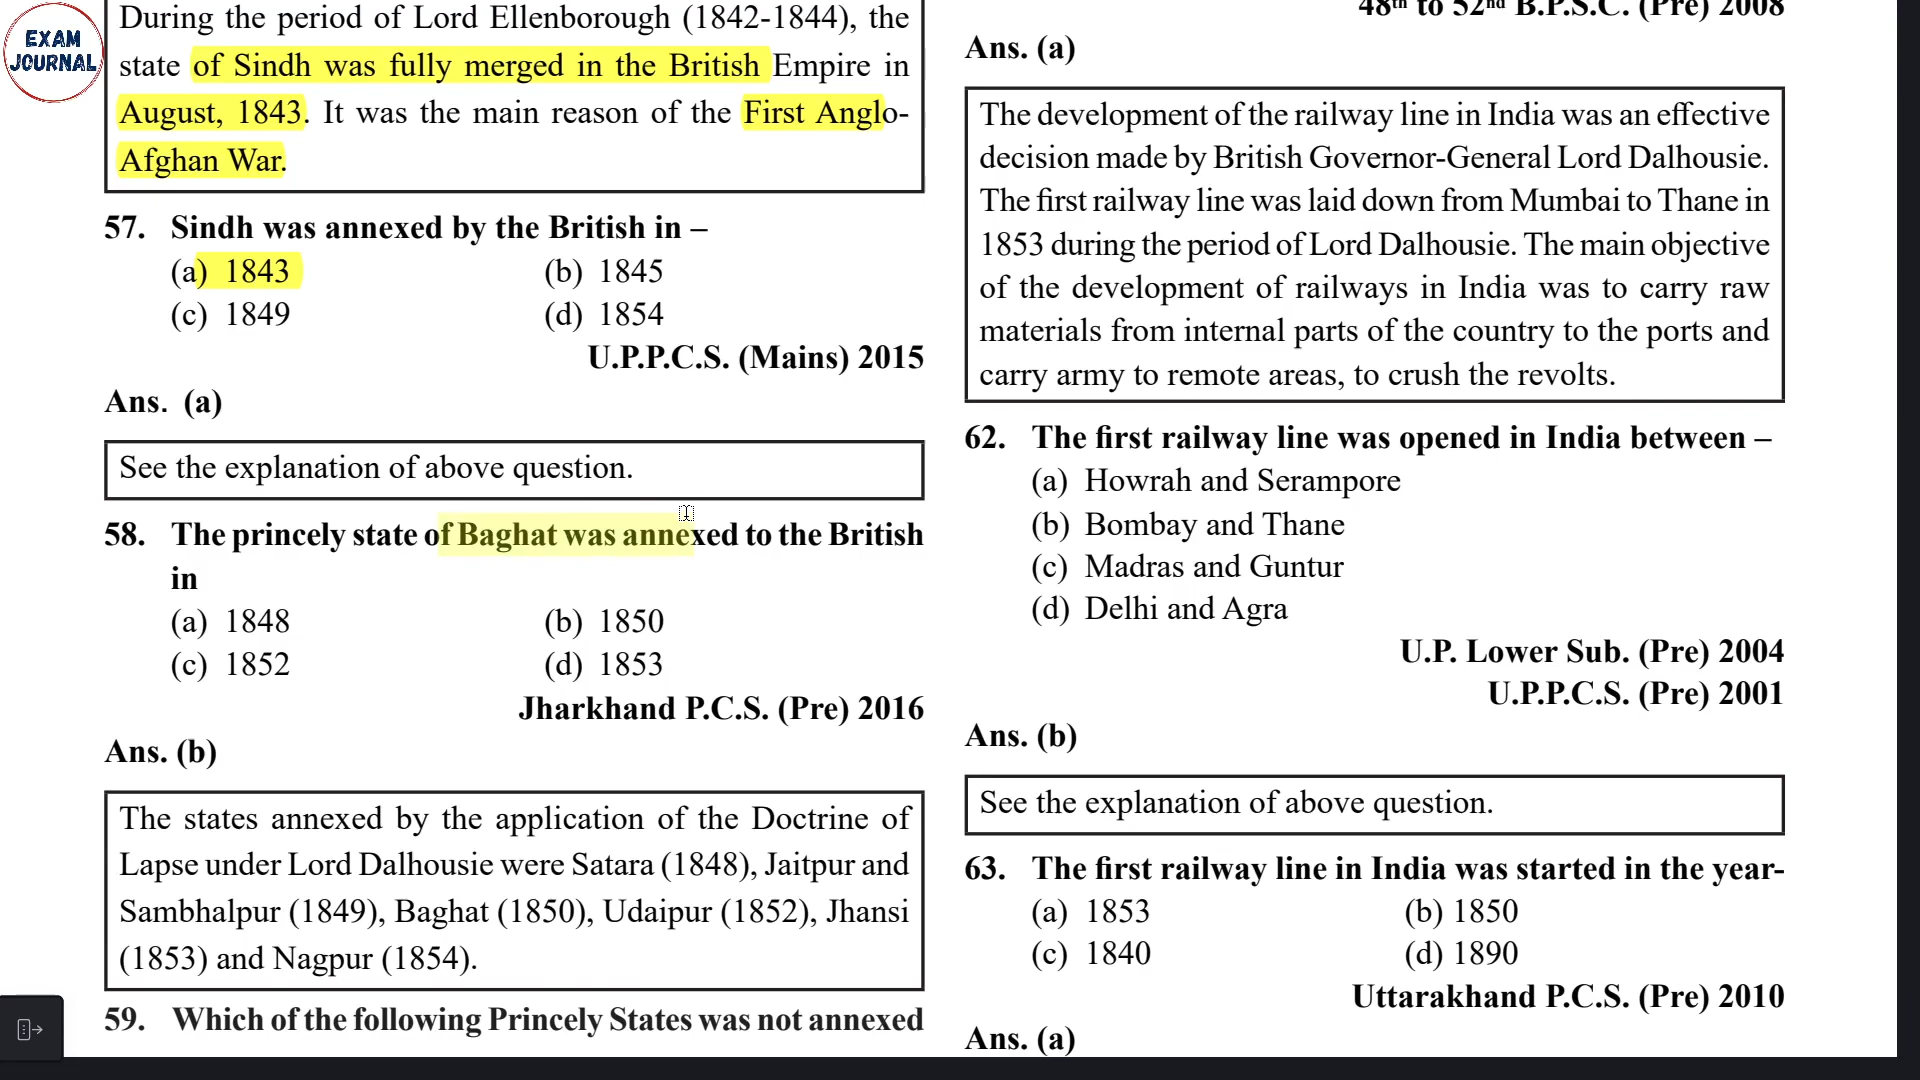 EXAM
JOURNAL
During the period of Lord Ellenborough (1842-1844), the
state of Sindh was fully merged in the British Empire in
August, 1843. It was the main reason of the First Anglo-
Afghan War.
57. Sindh was annexed by the British in –
(a) 1843 (b) 1845
(c) 1849 (d) 1854
U.P.P.C.S. (Mains) 2015
Ans. (a)
See the explanation of above question.
58. The princely state of Baghat was annexed to the British
in
(a) 1848 (b) 1850
(c) 1852 (d) 1853
Jharkhand P.C.S. (Pre) 2016
Ans. (b)
The states annexed by the application of the Doctrine of
Lapse under Lord Dalhousie were Satara (1848), Jaitpur and
Sambhalpur (1849), Baghat (1850), Udaipur (1852), Jhansi
(1853) and Nagpur (1854).
59. Which of the following Princely States was not annexed
48th to 52nd B.P.S.C. (Pre) 2008
Ans. (a)
The development of the railway line in India was an effective
decision made by British Governor-General Lord Dalhousie.
The first railway line was laid down from Mumbai to Thane in
1853 during the period of Lord Dalhousie. The main objective
of the development of railways in India was to carry raw
materials from internal parts of the country to the ports and
carry army to remote areas, to crush the revolts.
62. The first railway line was opened in India between –
(a) Howrah and Serampore
(b) Bombay and Thane
(c) Madras and Guntur
(d) Delhi and Agra
U.P. Lower Sub. (Pre) 2004
U.P.P.C.S. (Pre) 2001
Ans. (b)
See the explanation of above question.
63. The first railway line in India was started in the year-
(a) 1853 (b) 1850
(c) 1840 (d) 1890
Uttarakhand P.C.S. (Pre) 2010
Ans. (a)